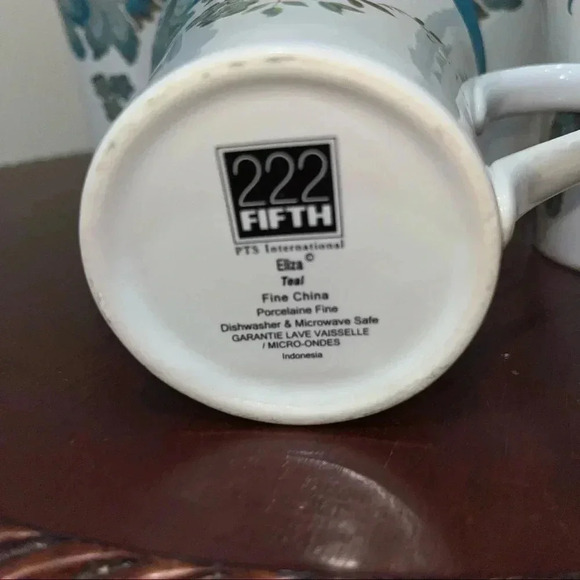 222
FIFTH
PTS International
Eliza ©
Teal
Fine China
Porcelaine Fine
Dishwasher & Microwave Safe
GARANTIE LAVE VAISSELLE
/ MICRO-ONDES
Indonesia